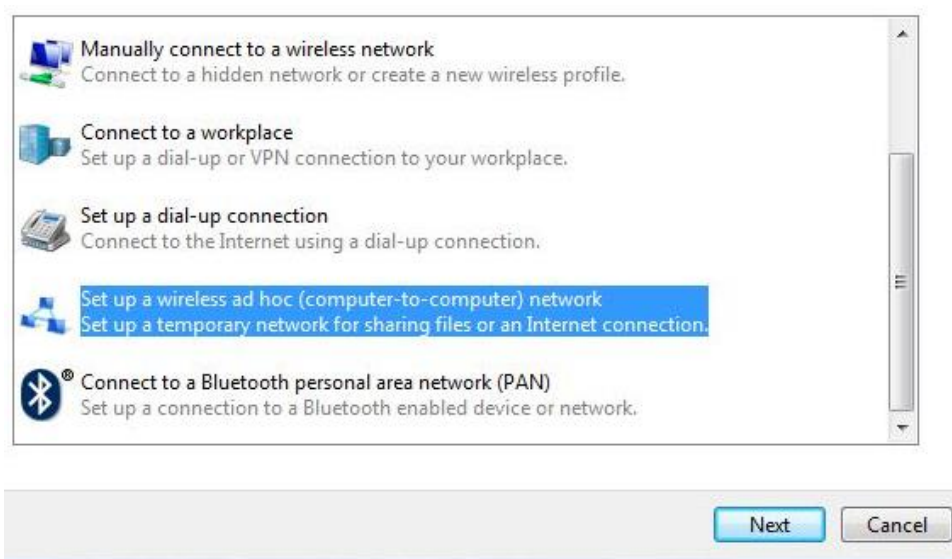 Manually connect to a wireless network
Connect to a hidden network or create a new wireless profile.
Connect to a workplace
Set up a dial-up or VPN connection to your workplace.
Set up a dial-up connection
Connect to the Internet using a dial-up connection.
Set up a wireless ad hoc (computer-to-computer) network
Set up a temporary network for sharing files or an Internet connection.
®
Connect to a Bluetooth personal area network (PAN)
Set up a connection to a Bluetooth enabled device or network.
Next Cancel